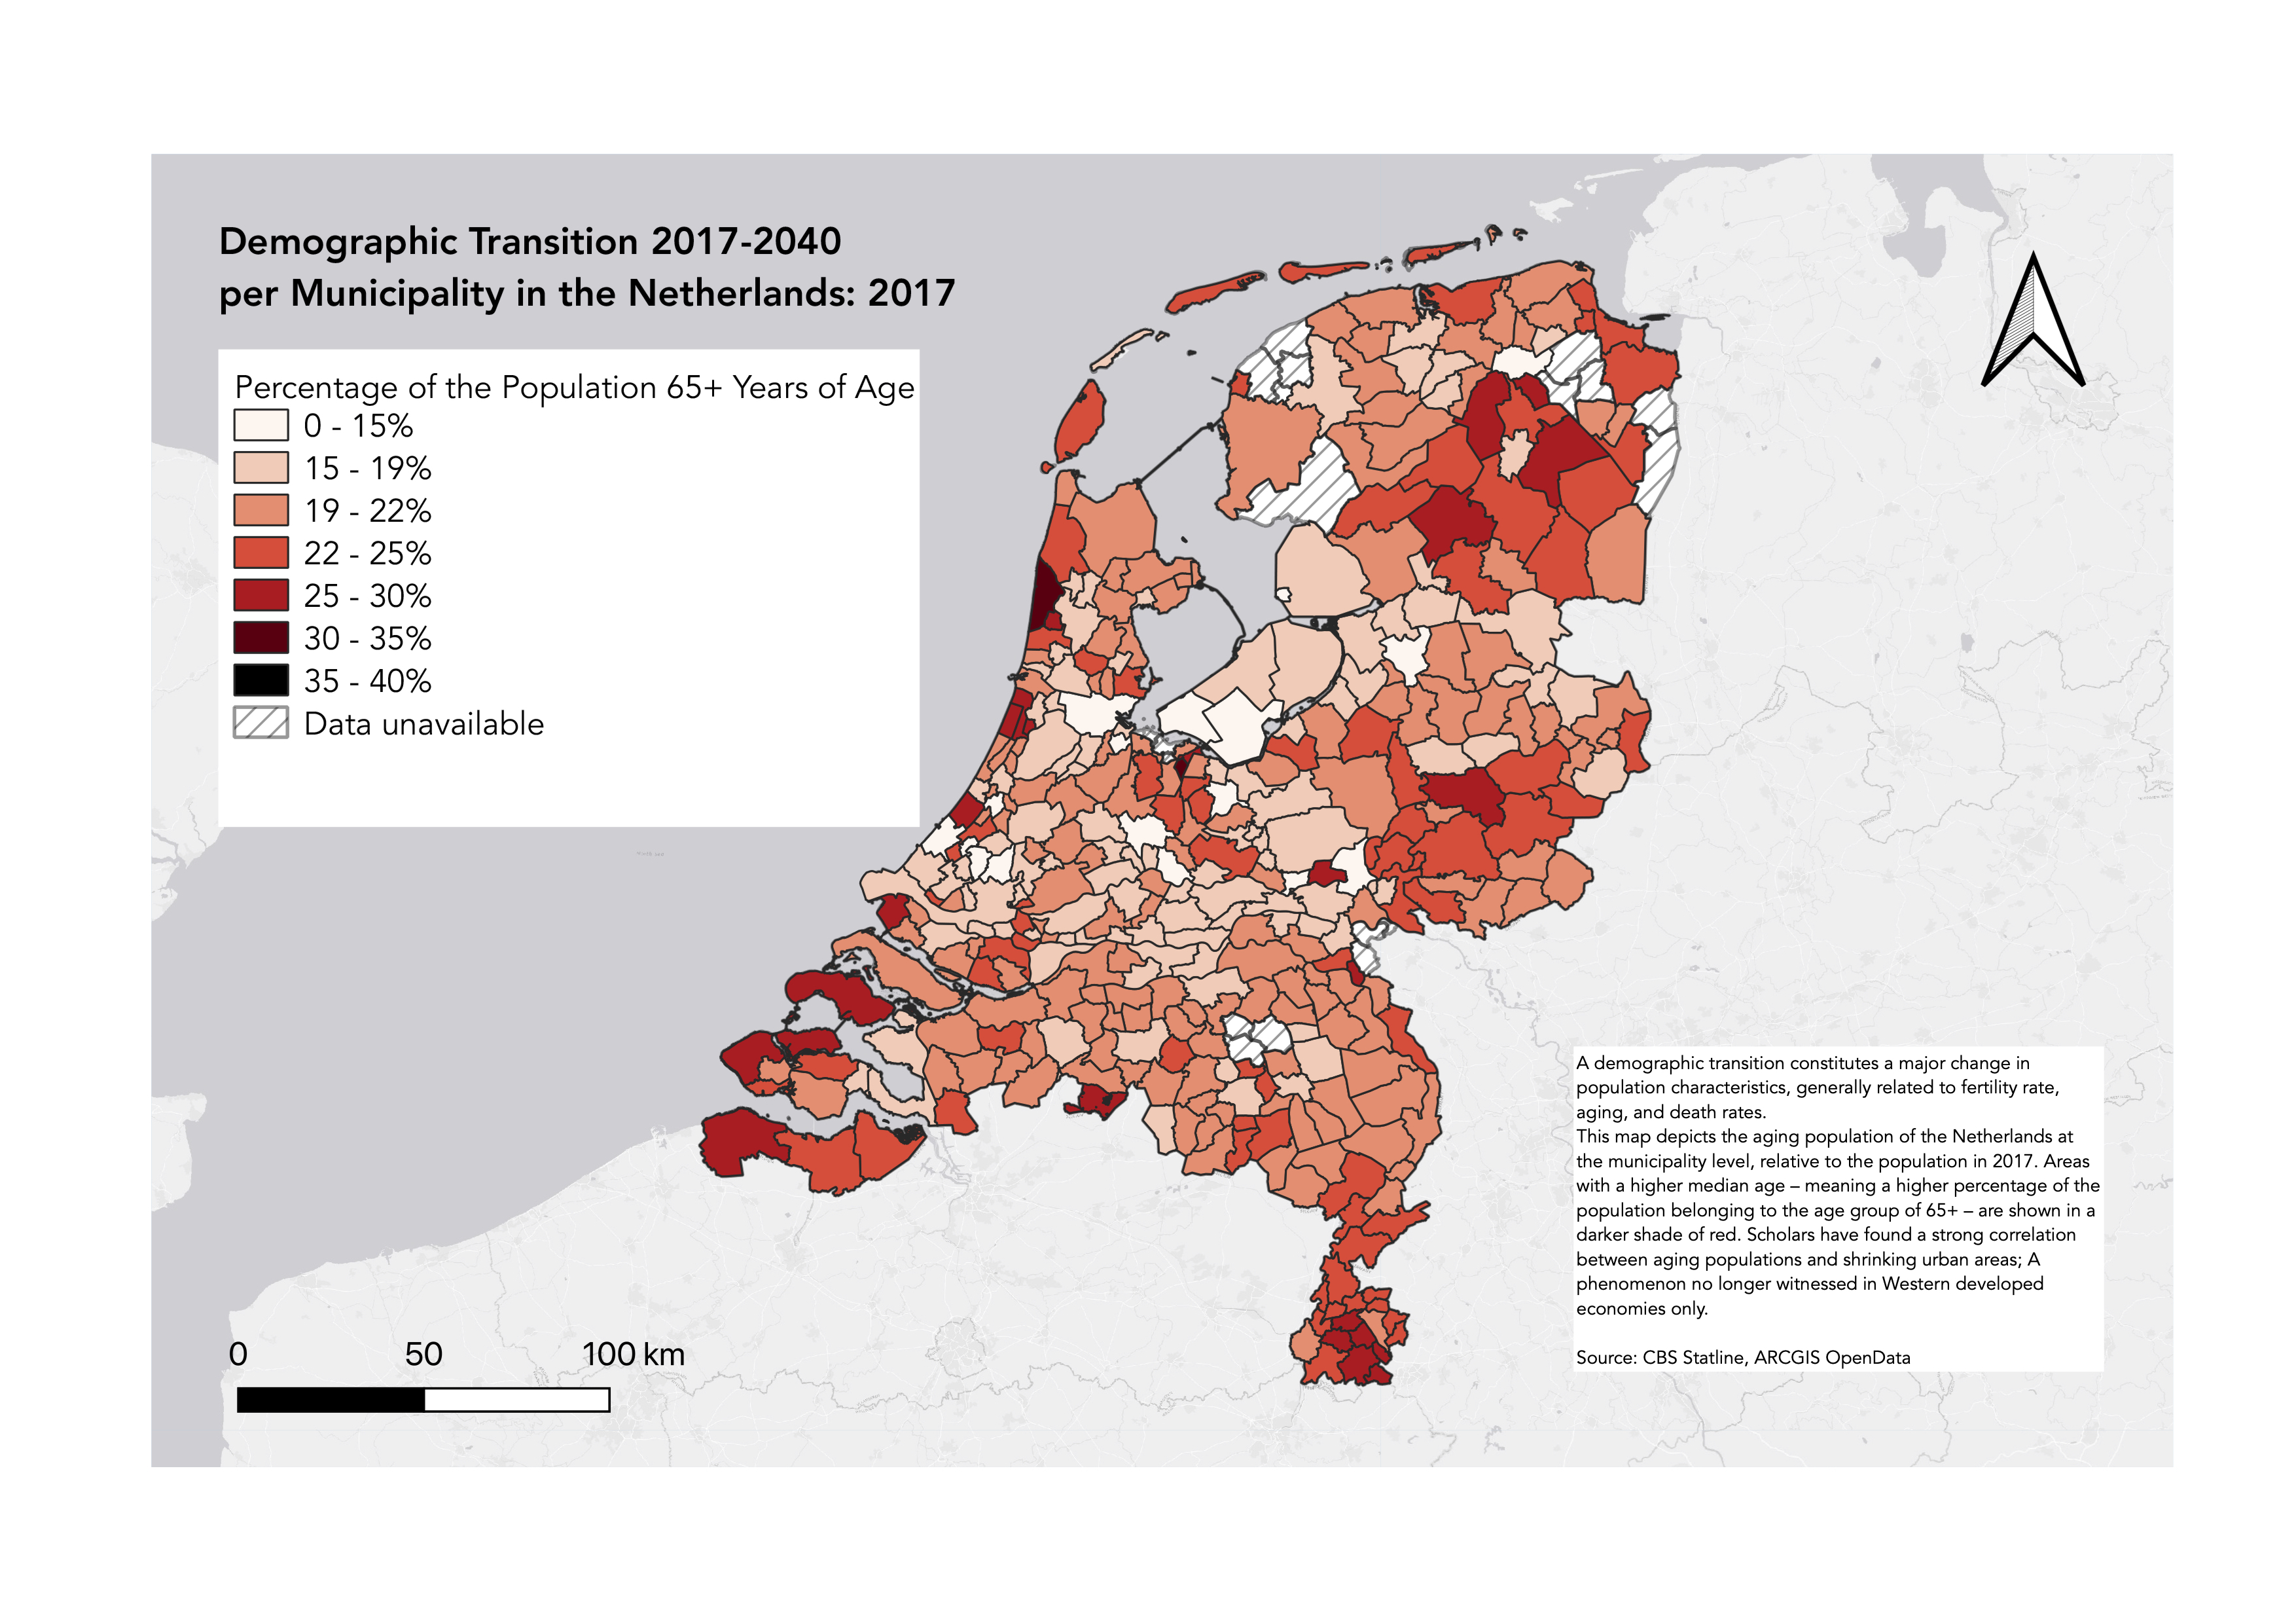 Demographic Transition 2017-2040
per Municipality in the Netherlands: 2017
Percentage of the Population 65+ Years of Age
0 - 15%
15 - 19%
19 - 22%
22 - 25%
25 - 30%
30 - 35%
35 - 40%
Data unavailable
A demographic transition constitutes a major change in
population characteristics, generally related to fertility rate,
aging, and death rates.
This map depicts the aging population of the Netherlands at
the municipality level, relative to the population in 2017. Areas
with a higher median age – meaning a higher percentage of the
population belonging to the age group of 65+ – are shown in a
darker shade of red. Scholars have found a strong correlation
between aging populations and shrinking urban areas; A
phenomenon no longer witnessed in Western developed
economies only.
Source: CBS Statline, ARCGIS OpenData
0 50 100 km